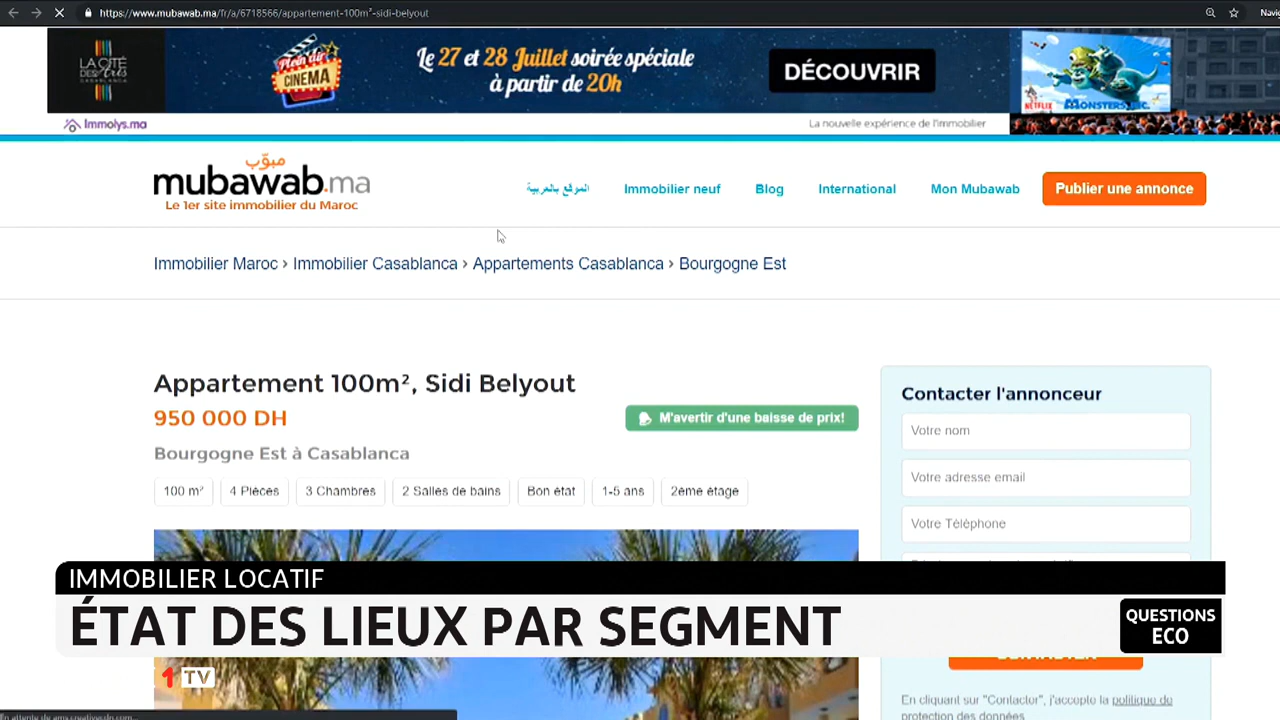 https://www.mubawab.ma/fr/a/6718566/appartement-100m²-sidi-belyout
LA CITÉ
DES Arts
CASABLANCA
Plein de
CINÉMA
Le 27 et 28 Juillet soirée spéciale
à partir de 20h
DÉCOUVRIR
NETFLIX
MONSTERS, INC.
Immolys.ma
La nouvelle expérience de l'immobilier
مبوّب
mubawab.ma
Le 1er site immobilier du Maroc
الموقع بالعربية
Immobilier neuf
Blog
International
Mon Mubawab
Publier une annonce
Immobilier Maroc › Immobilier Casablanca › Appartements Casablanca › Bourgogne Est
Appartement 100m², Sidi Belyout
950 000 DH
M'avertir d'une baisse de prix!
Bourgogne Est à Casablanca
100 m²
4 Pièces
3 Chambres
2 Salles de bains
Bon état
1-5 ans
2ème étage
Contacter l'annonceur
Votre nom
Votre adresse email
Votre Téléphone
IMMOBILIER LOCATIF
ÉTAT DES LIEUX PAR SEGMENT
QUESTIONS
ECO
1 TV
En cliquant sur "Contacter", j'accepte la politique de
protection des données